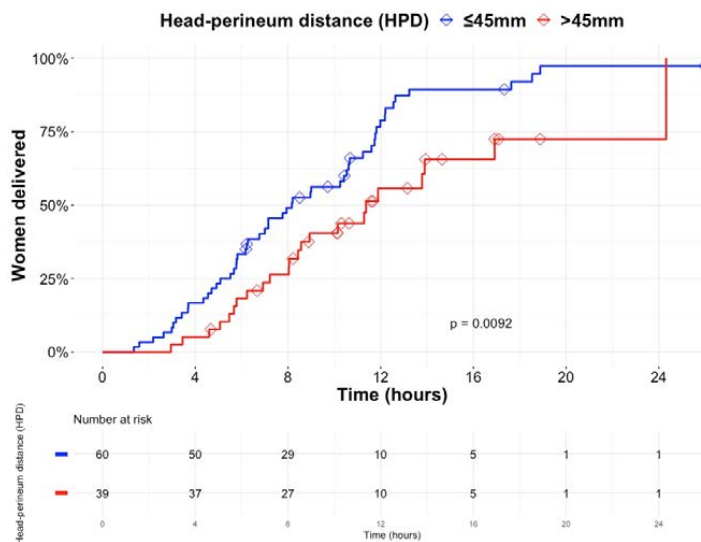 Head-perineum distance (HPD) ≤45mm >45mm
100%
75%
50%
25%
0%
Women delivered
p = 0.0092
0 4 8 12 16 20 24
Time (hours)
Number at risk
Head-perineum distance (HPD)
60 50 29 10 5 1 1
39 37 27 10 5 1 1
0 4 8 12 16 20 24
Time (hours)